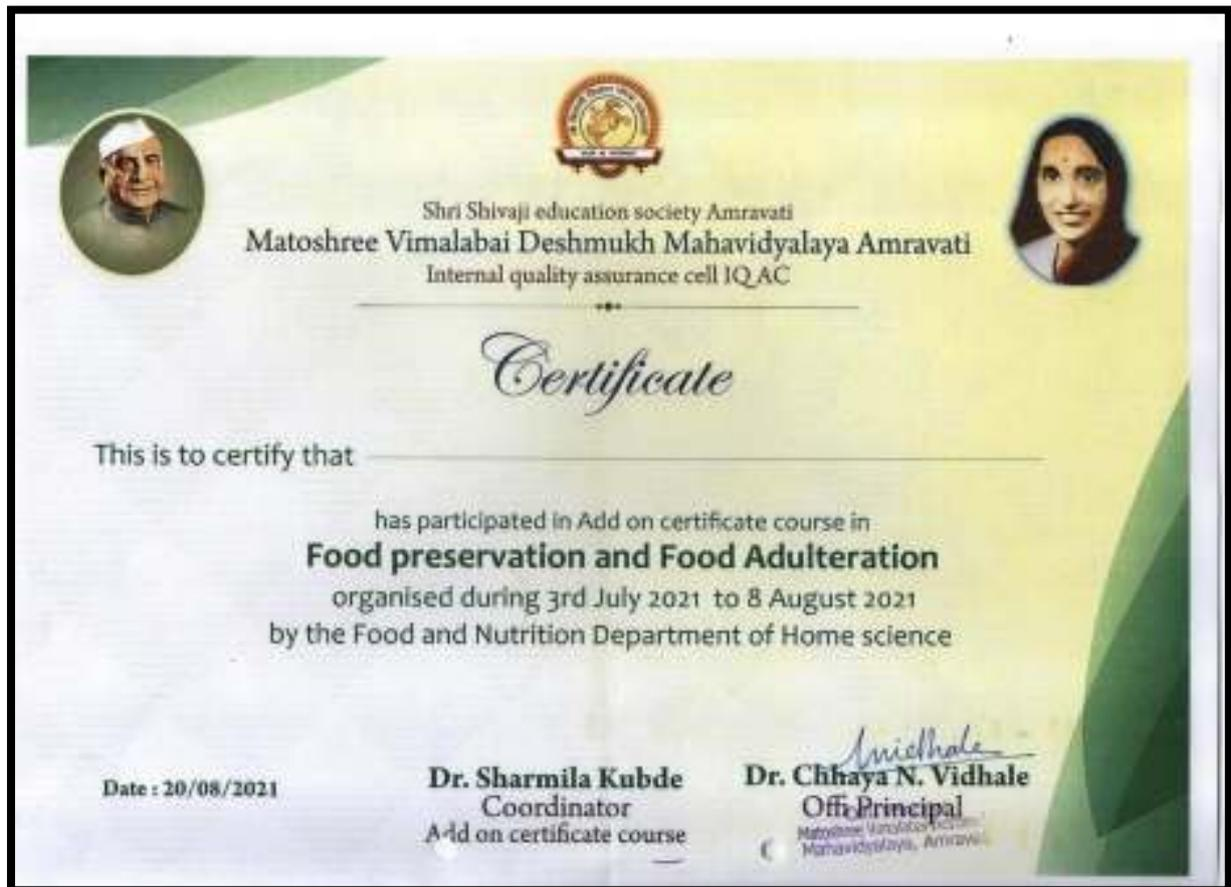 Shri Shivaji education society Amravati
Matoshree Vimalabai Deshmukh Mahavidyalaya Amravati
Internal quality assurance cell IQAC
Certificate
This is to certify that
has participated in Add on certificate course in
Food preservation and Food Adulteration
organised during 3rd July 2021 to 8 August 2021
by the Food and Nutrition Department of Home science
Date : 20/08/2021
Dr. Sharmila Kubde
Coordinator
Add on certificate course
Dr. Chhaya N. Vidhale
Offi Principal
Mahavidyalaya, Amravati